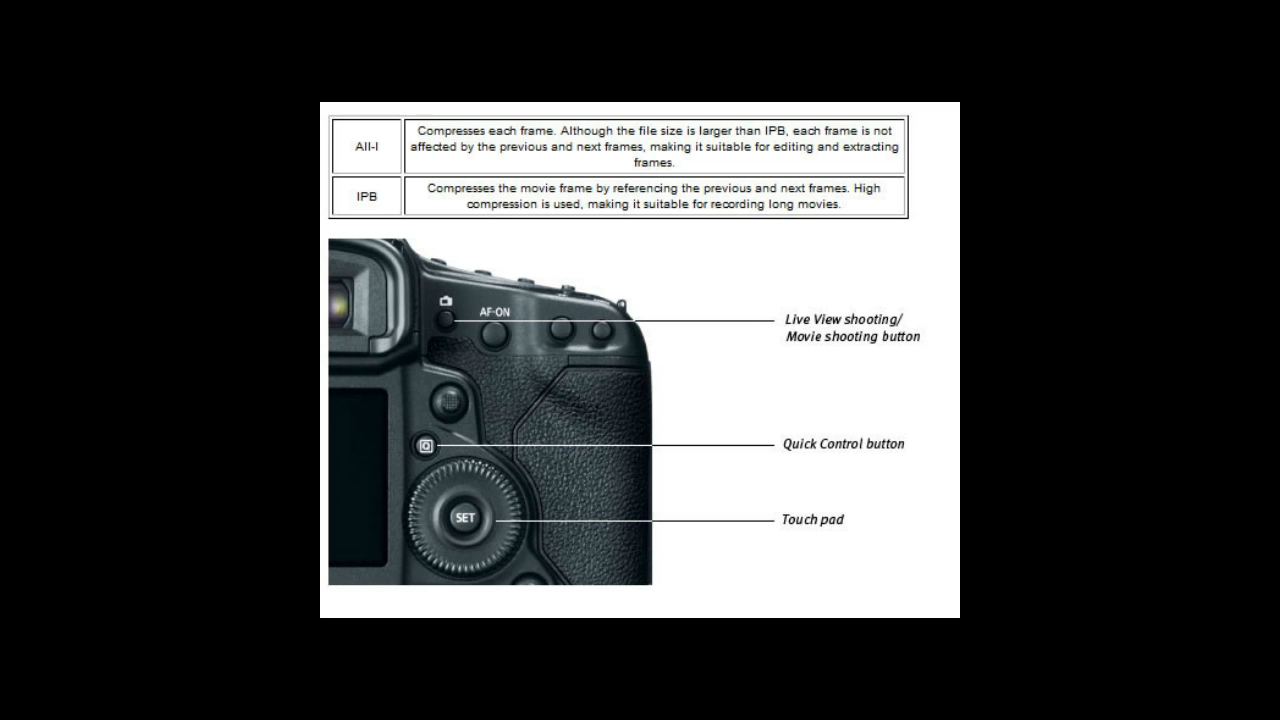 All-I
Compresses each frame. Although the file size is larger than IPB, each frame is not
affected by the previous and next frames, making it suitable for editing and extracting
frames.
IPB
Compresses the movie frame by referencing the previous and next frames. High
compression is used, making it suitable for recording long movies.
AF-ON
Live View shooting/
Movie shooting button
Q
Quick Control button
SET
Touch pad